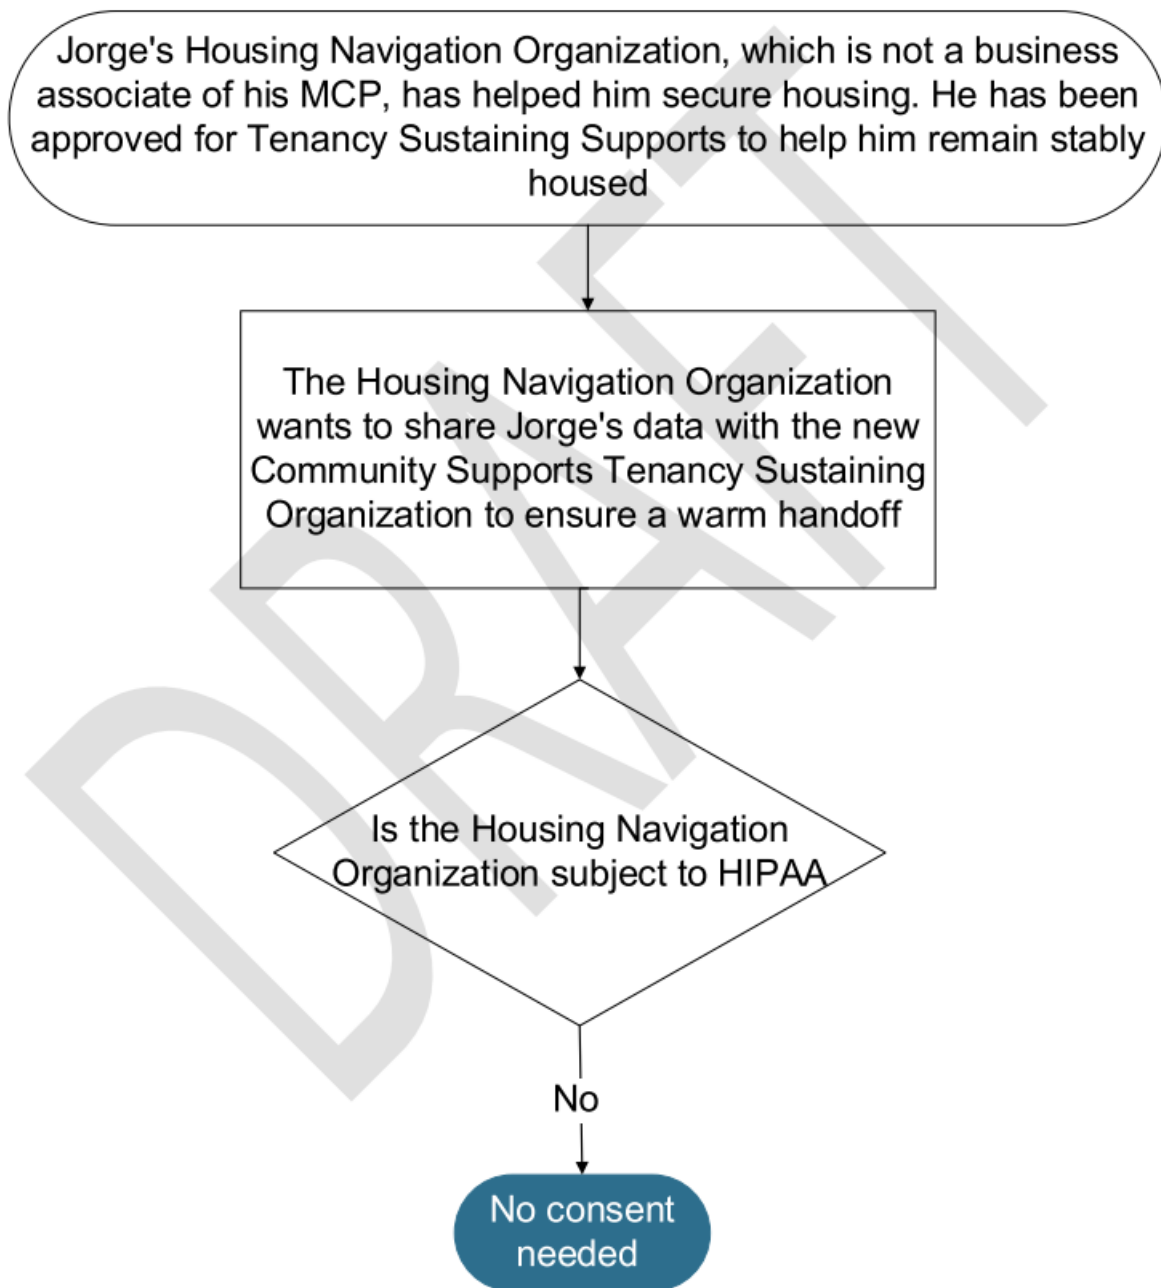 Jorge's Housing Navigation Organization, which is not a business
associate of his MCP, has helped him secure housing. He has been
approved for Tenancy Sustaining Supports to help him remain stably
housed
The Housing Navigation Organization
wants to share Jorge's data with the new
Community Supports Tenancy Sustaining
Organization to ensure a warm handoff
Is the Housing Navigation
Organization subject to HIPAA
No
No consent
needed
DRAFT